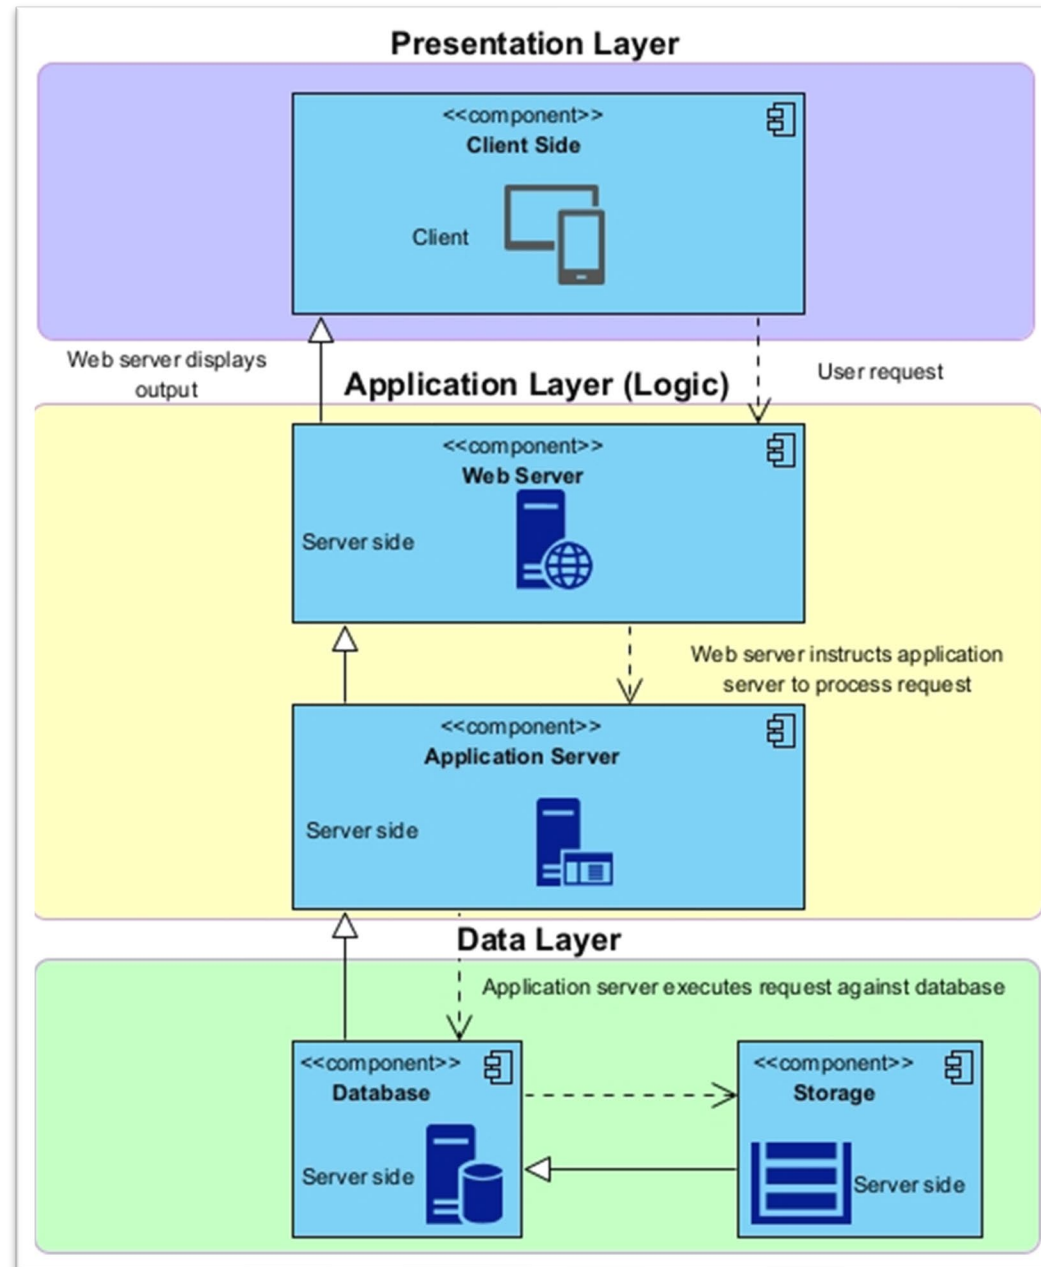 Presentation Layer
<<component>>
Client Side
Client
Web server displays
output
User request
Application Layer (Logic)
<<component>>
Web Server
Server side
Web server instructs application
server to process request
<<component>>
Application Server
Server side
Data Layer
Application server executes request against database
<<component>>
Database
Server side
<<component>>
Storage
Server side